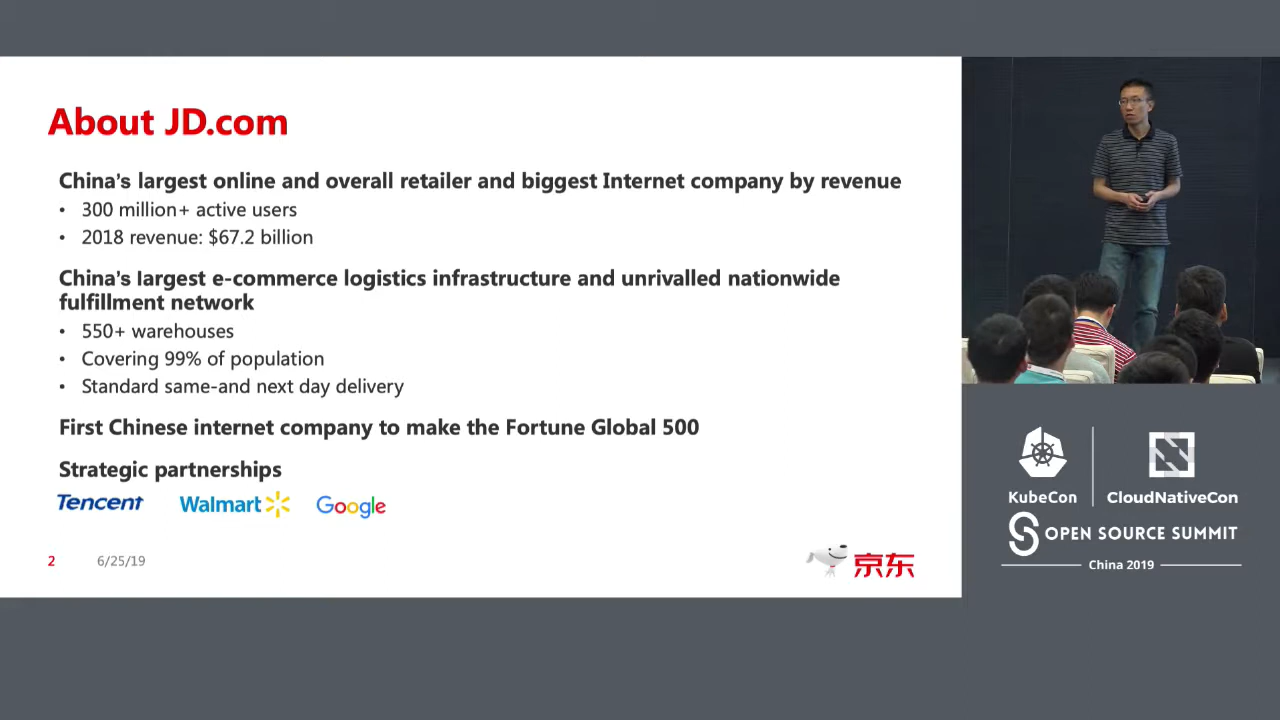 About JD.com
China's largest online and overall retailer and biggest Internet company by revenue
• 300 million+ active users
• 2018 revenue: $67.2 billion
China's largest e-commerce logistics infrastructure and unrivalled nationwide
fulfillment network
• 550+ warehouses
• Covering 99% of population
• Standard same-and next day delivery
First Chinese internet company to make the Fortune Global 500
Strategic partnerships
Tencent Walmart Google
2 6/25/19
京东
KubeCon CloudNativeCon
OPEN SOURCE SUMMIT
China 2019